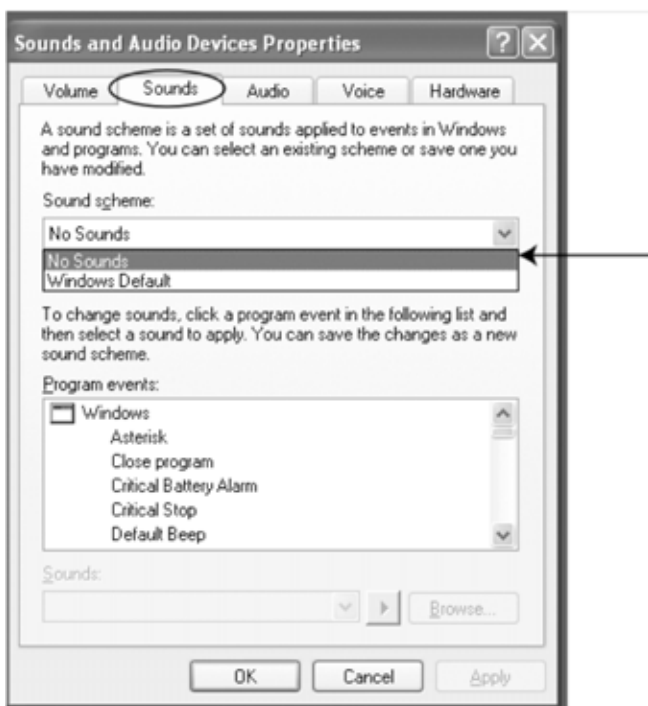 Sounds and Audio Devices Properties
Volume Sounds Audio Voice Hardware
A sound scheme is a set of sounds applied to events in Windows
and programs. You can select an existing scheme or save one you
have modified.
Sound scheme:
No Sounds
No Sounds
Windows Default
To change sounds, click a program event in the following list and
then select a sound to apply. You can save the changes as a new
sound scheme.
Program events:
Windows
Asterisk
Close program
Critical Battery Alarm
Critical Stop
Default Beep
Sounds:
Browse...
OK Cancel Apply